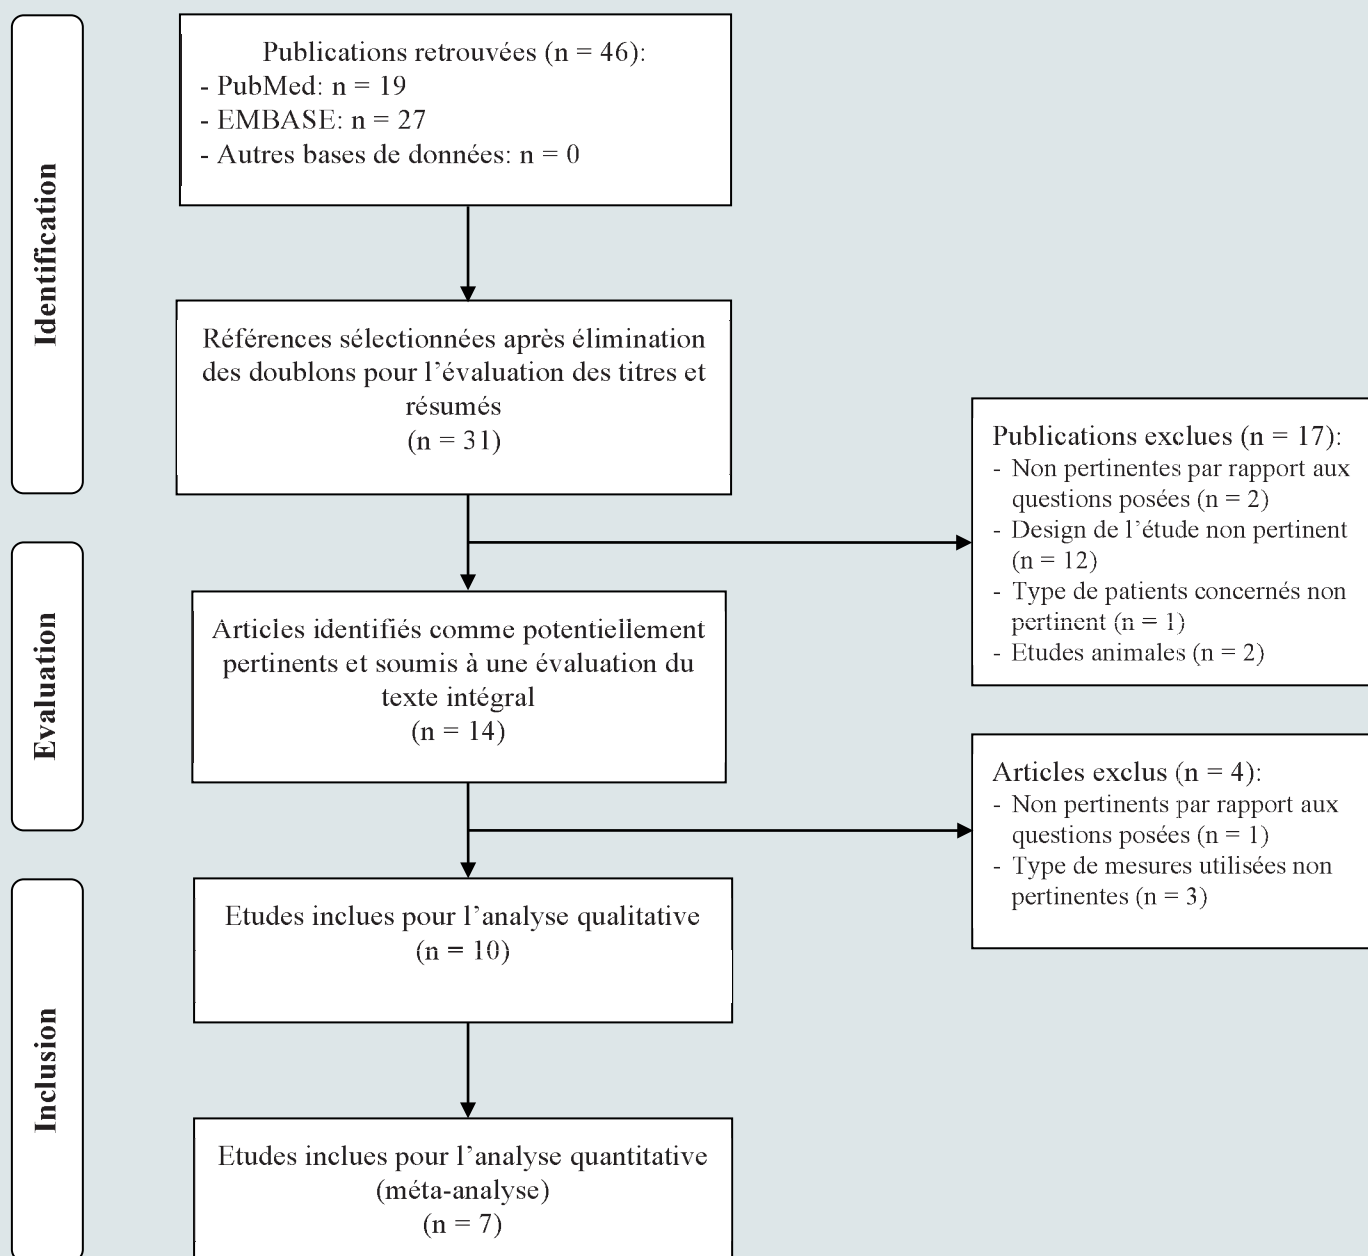 Identification
Publications retrouvées (n = 46):
- PubMed: n = 19
- EMBASE: n = 27
- Autres bases de données: n = 0
Références sélectionnées après élimination
des doublons pour l’évaluation des titres et
résumés
(n = 31)
Publications exclues (n = 17):
- Non pertinentes par rapport aux
questions posées (n = 2)
- Design de l’étude non pertinent
(n = 12)
- Type de patients concernés non
pertinent (n = 1)
- Etudes animales (n = 2)
Evaluation
Articles identifiés comme potentiellement
pertinents et soumis à une évaluation du
texte intégral
(n = 14)
Articles exclus (n = 4):
- Non pertinents par rapport aux
questions posées (n = 1)
- Type de mesures utilisées non
pertinentes (n = 3)
Inclusion
Etudes inclues pour l’analyse qualitative
(n = 10)
Etudes inclues pour l’analyse quantitative
(méta-analyse)
(n = 7)